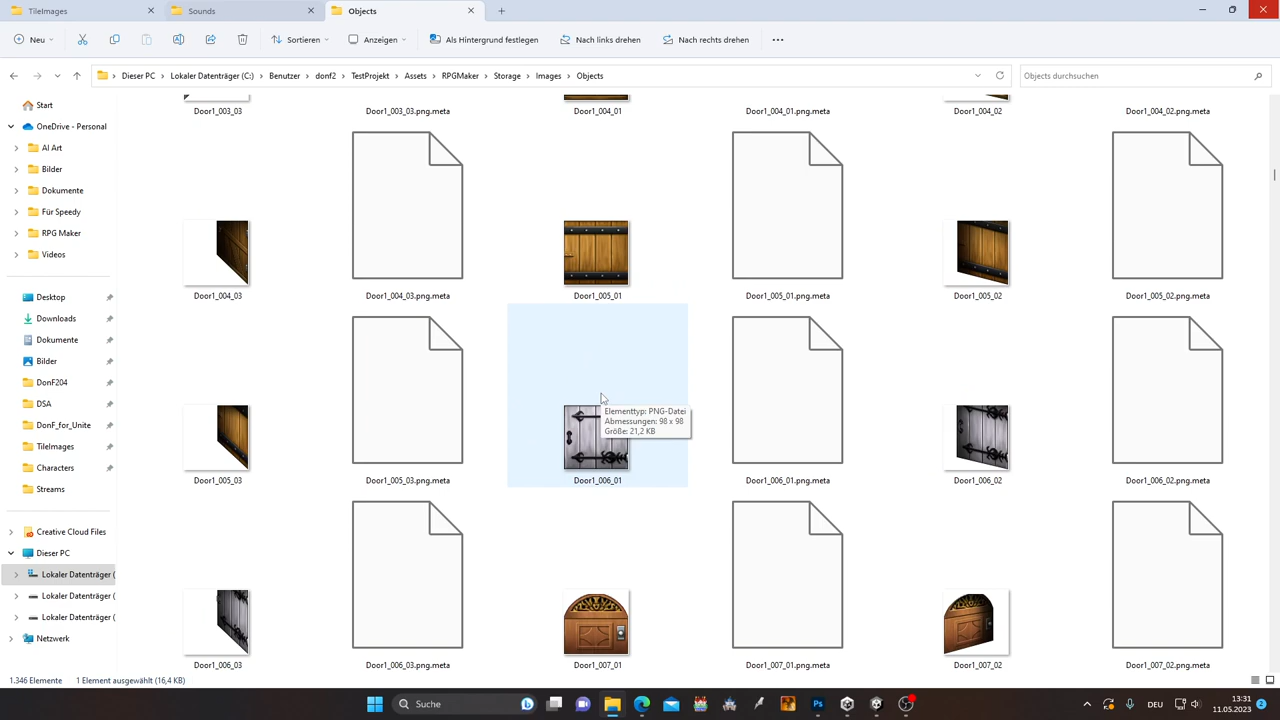 TileImages
Sounds
Objects
Neu
Sortieren
Anzeigen
Als Hintergrund festlegen
Nach links drehen
Nach rechts drehen
Dieser PC
Lokaler Datenträger (C:)
Benutzer
donf2
TestProjekt
Assets
RPGMaker
Storage
Images
Objects
Objects durchsuchen
Start
OneDrive - Personal
AI Art
Bilder
Dokumente
Für Speedy
RPG Maker
Videos
Desktop
Downloads
Dokumente
Bilder
DonF204
DSA
DonF_for_Unite
TileImages
Characters
Streams
Creative Cloud Files
Dieser PC
Lokaler Datenträger (
Lokaler Datenträger (
Lokaler Datenträger (
Netzwerk
Door1_003_03
Door1_003_03.png.meta
Door1_004_01
Door1_004_01.png.meta
Door1_004_02
Door1_004_02.png.meta
Door1_004_03
Door1_004_03.png.meta
Door1_005_01
Door1_005_01.png.meta
Door1_005_02
Door1_005_02.png.meta
Elementtyp: PNG-Datei
Abmessungen: 98 x 98
Größe: 21,2 KB
Door1_005_03
Door1_005_03.png.meta
Door1_006_01
Door1_006_01.png.meta
Door1_006_02
Door1_006_02.png.meta
Door1_006_03
Door1_006_03.png.meta
Door1_007_01
Door1_007_01.png.meta
Door1_007_02
Door1_007_02.png.meta
1.346 Elemente
1 Element ausgewählt (16,4 KB)
Suche
DEU
13:31
11.05.2023
2